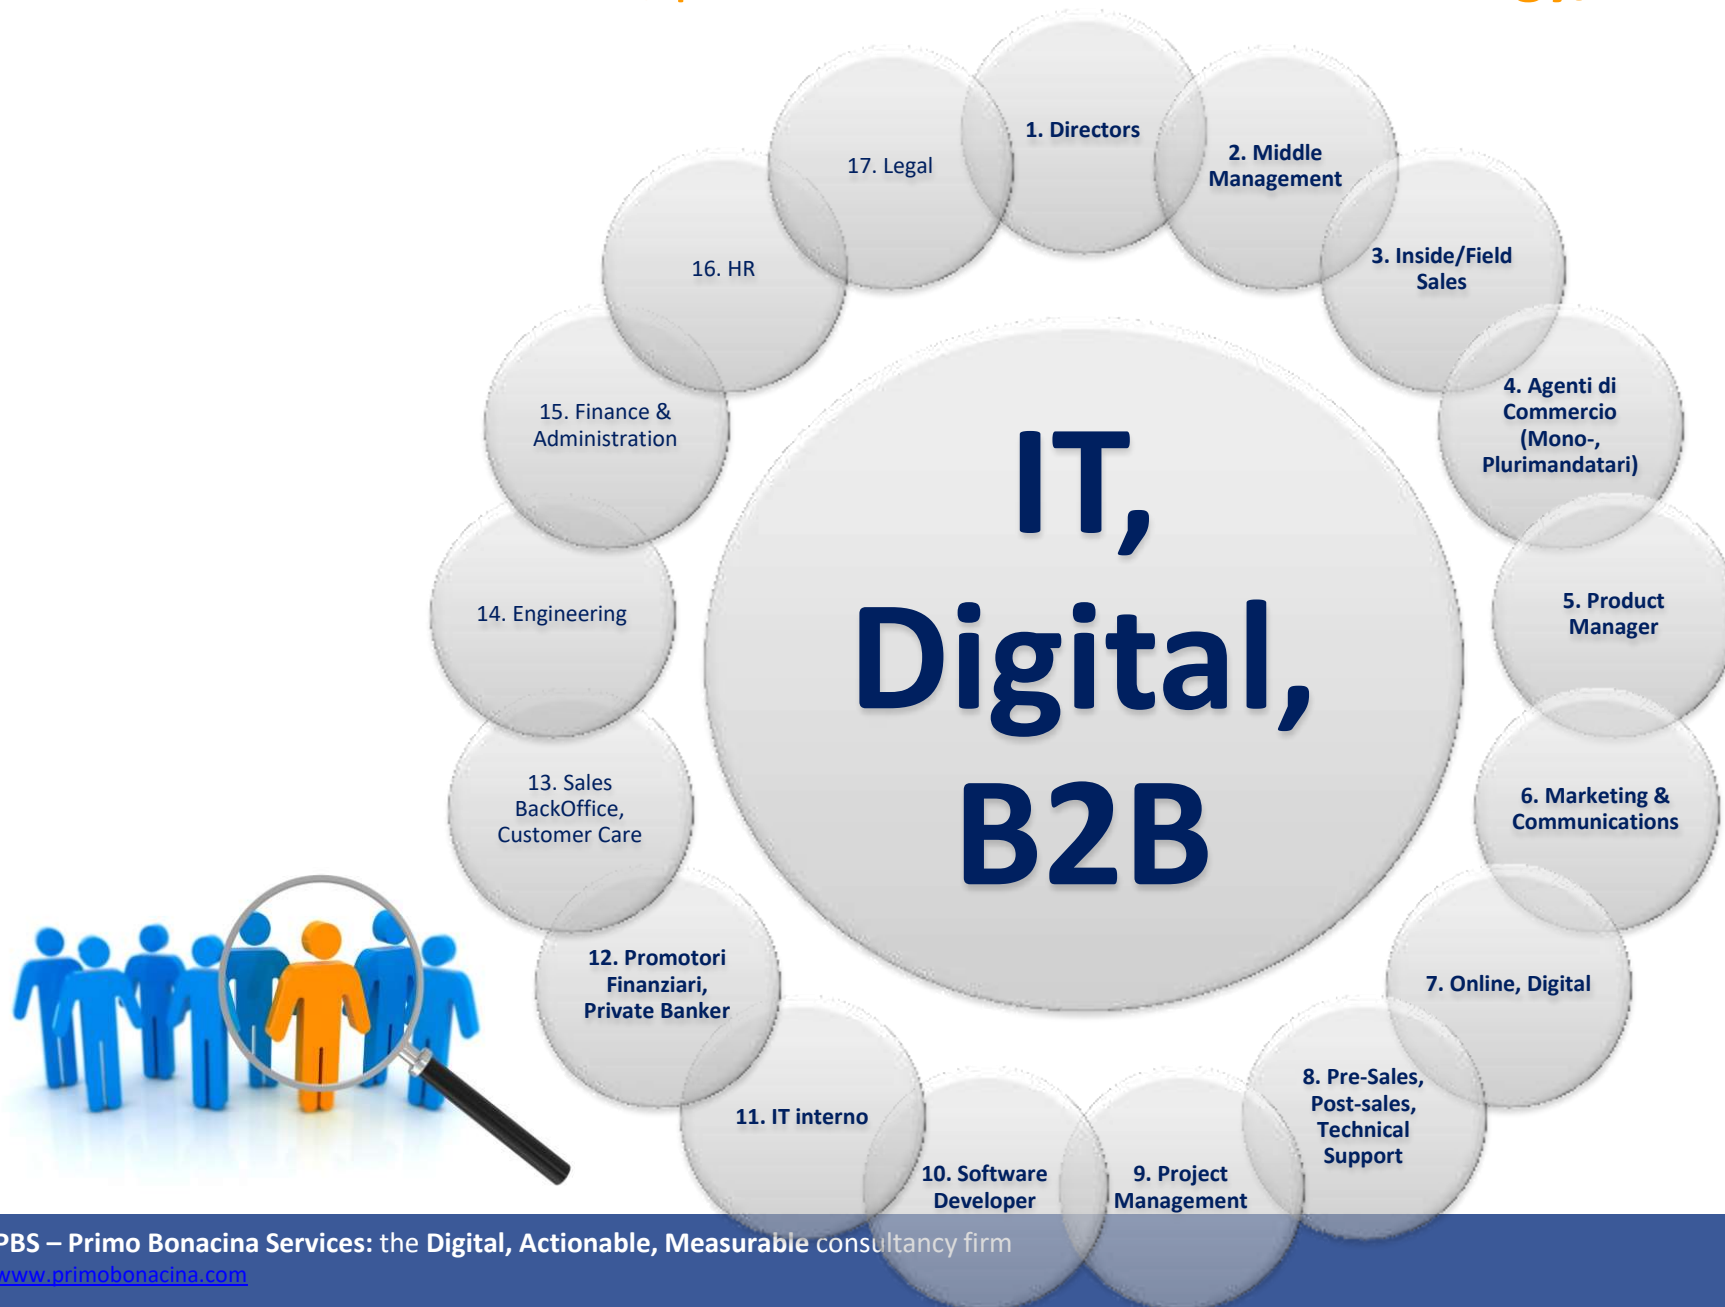 1. Directors
2. Middle
Management
3. Inside/Field
Sales
4. Agenti di
Commercio
(Mono-,
Plurimandatari)
5. Product
Manager
6. Marketing &
Communications
7. Online, Digital
8. Pre-Sales,
Post-sales,
Technical
Support
9. Project
Management
10. Software
Developer
11. IT interno
12. Promotori
Finanziari,
Private Banker
13. Sales
BackOffice,
Customer Care
14. Engineering
15. Finance &
Administration
16. HR
17. Legal
IT,
Digital,
B2B
PBS – Primo Bonacina Services: the Digital, Actionable, Measurable consultancy firm
www.primobonacina.com